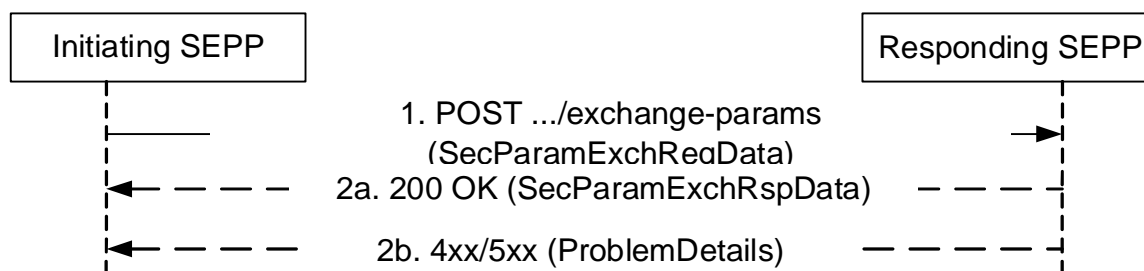 Initiating SEPP
Responding SEPP
1. POST .../exchange-params
(SecParamExchReqData)
2a. 200 OK (SecParamExchRspData)
2b. 4xx/5xx (ProblemDetails)